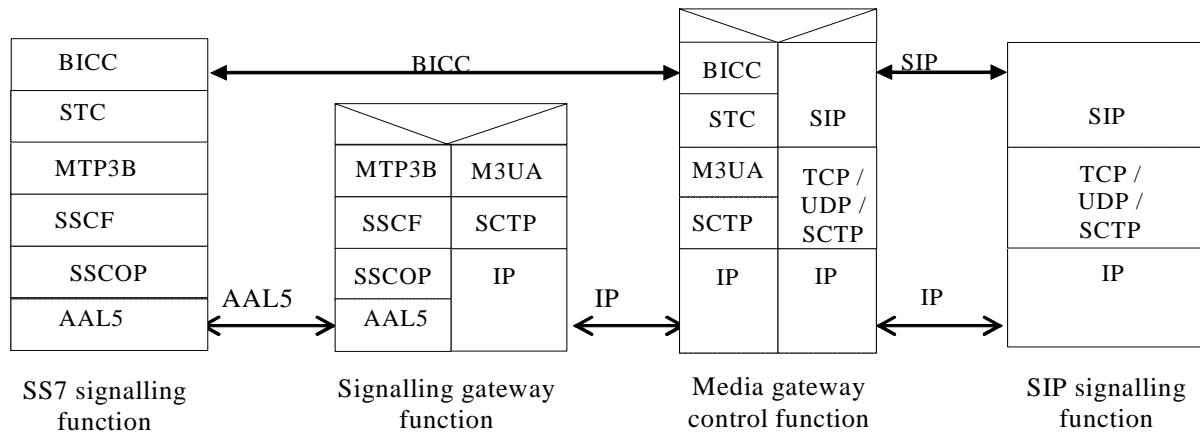 BICC
STC
MTP3B
SSCF
SSCOP
AAL5
SS7 signalling
function
BICC
AAL5
MTP3B
SSCF
SSCOP
AAL5
M3UA
SCTP
IP
Signalling gateway
function
IP
BICC
STC
M3UA
SCTP
IP
SIP
TCP /
UDP /
SCTP
IP
Media gateway
control function
SIP
IP
SIP
TCP /
UDP /
SCTP
IP
SIP signalling
function